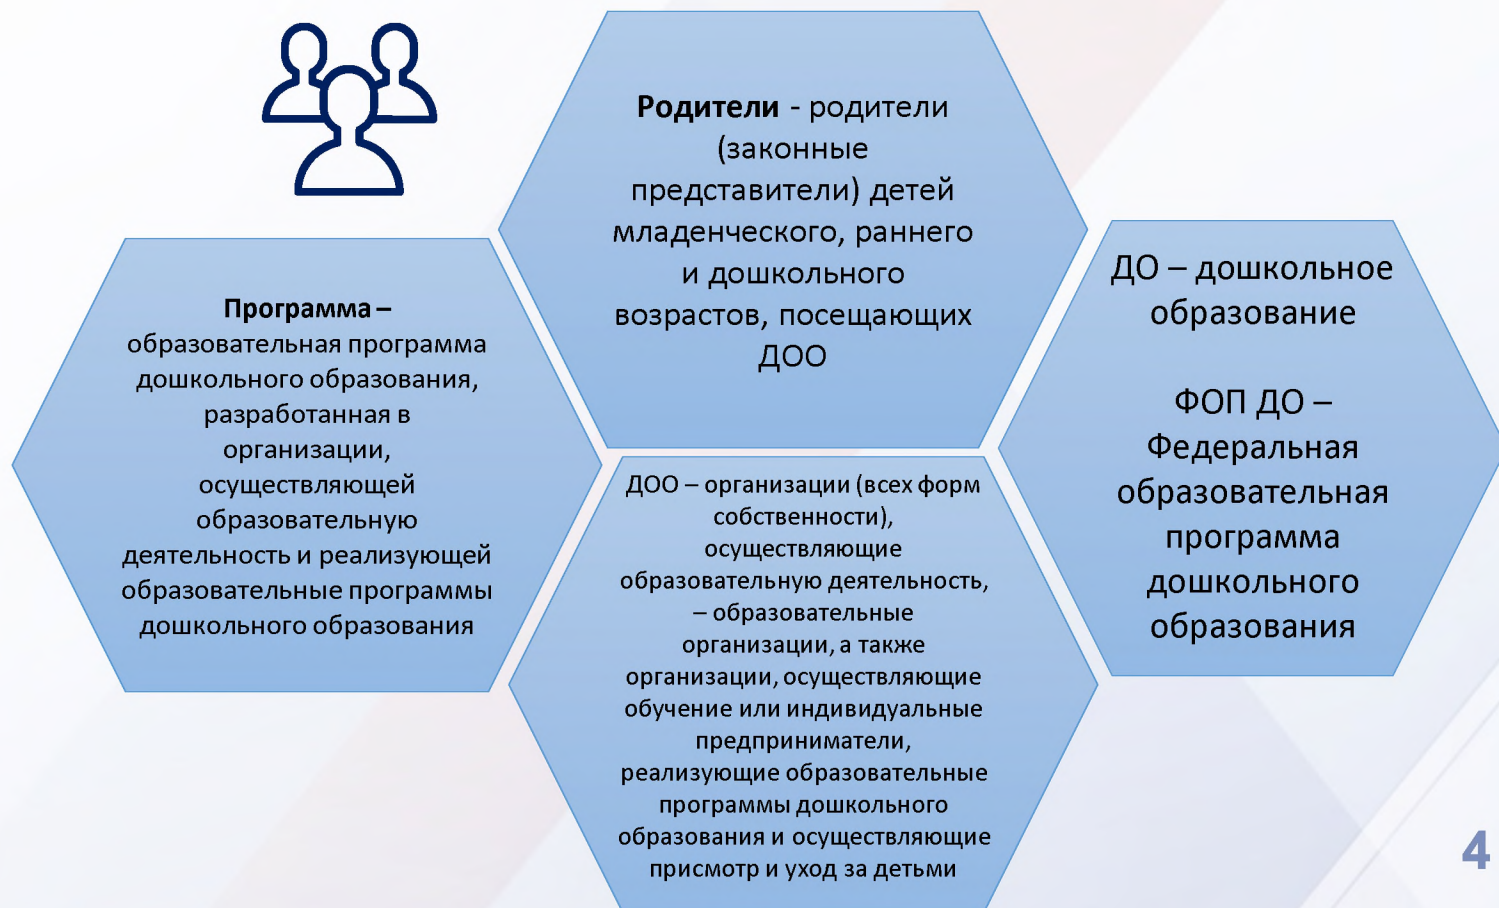 Родители - родители
(законные
представители) детей
младенческого, раннего
и дошкольного
возрастов, посещающих
ДОО
Программа –
образовательная программа
дошкольного образования,
разработанная в
организации,
осуществляющей
образовательную
деятельность и реализующей
образовательные программы
дошкольного образования
ДО – дошкольное
образование
ФОП ДО –
Федеральная
образовательная
программа
дошкольного
образования
ДОО – организации (всех форм
собственности),
осуществляющие
образовательную деятельность,
– образовательные
организации, а также
организации, осуществляющие
обучение или индивидуальные
предприниматели,
реализующие образовательные
программы дошкольного
образования и осуществляющие
присмотр и уход за детьми
4